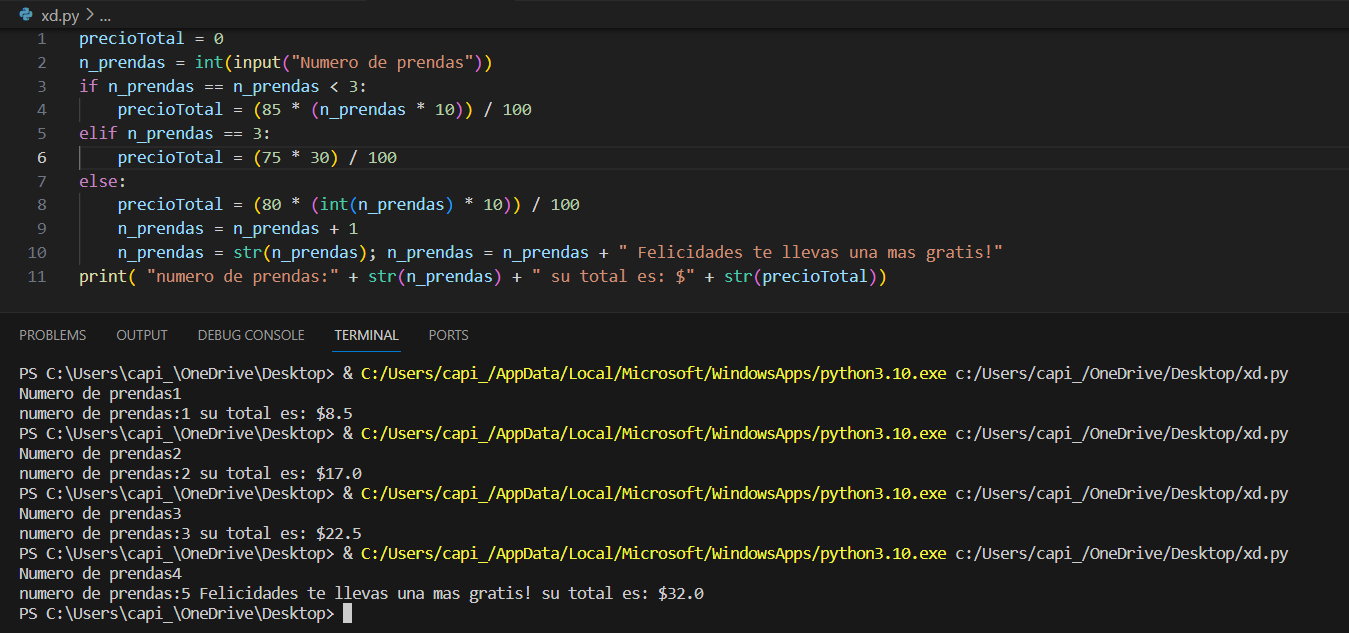 xd.py > ...
1 precioTotal = 0
2 n_prendas = int(input("Numero de prendas"))
3 if n_prendas == n_prendas < 3:
4     precioTotal = (85 * (n_prendas * 10)) / 100
5 elif n_prendas == 3:
6     precioTotal = (75 * 30) / 100
7 else:
8     precioTotal = (80 * (int(n_prendas) * 10)) / 100
9     n_prendas = n_prendas + 1
10     n_prendas = str(n_prendas); n_prendas = n_prendas + " Felicidades te llevas una mas gratis!"
11 print( "numero de prendas:" + str(n_prendas) + " su total es: $" + str(precioTotal))
PROBLEMS OUTPUT DEBUG CONSOLE TERMINAL PORTS
PS C:\Users\capi_\OneDrive\Desktop> & C:/Users/capi_/AppData/Local/Microsoft/WindowsApps/python3.10.exe c:/Users/capi_/OneDrive/Desktop/xd.py
Numero de prendas1
numero de prendas:1 su total es: $8.5
PS C:\Users\capi_\OneDrive\Desktop> & C:/Users/capi_/AppData/Local/Microsoft/WindowsApps/python3.10.exe c:/Users/capi_/OneDrive/Desktop/xd.py
Numero de prendas2
numero de prendas:2 su total es: $17.0
PS C:\Users\capi_\OneDrive\Desktop> & C:/Users/capi_/AppData/Local/Microsoft/WindowsApps/python3.10.exe c:/Users/capi_/OneDrive/Desktop/xd.py
Numero de prendas3
numero de prendas:3 su total es: $22.5
PS C:\Users\capi_\OneDrive\Desktop> & C:/Users/capi_/AppData/Local/Microsoft/WindowsApps/python3.10.exe c:/Users/capi_/OneDrive/Desktop/xd.py
Numero de prendas4
numero de prendas:5 Felicidades te llevas una mas gratis! su total es: $32.0
PS C:\Users\capi_\OneDrive\Desktop>